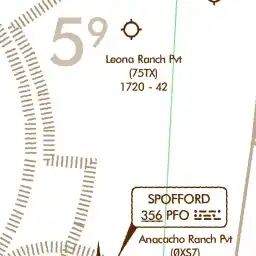 5⁹
Leona Ranch Pvt
(75TX)
1720 - 42
SPOFFORD
356 PFO
Anacacho Ranch Pvt
(0XS7)